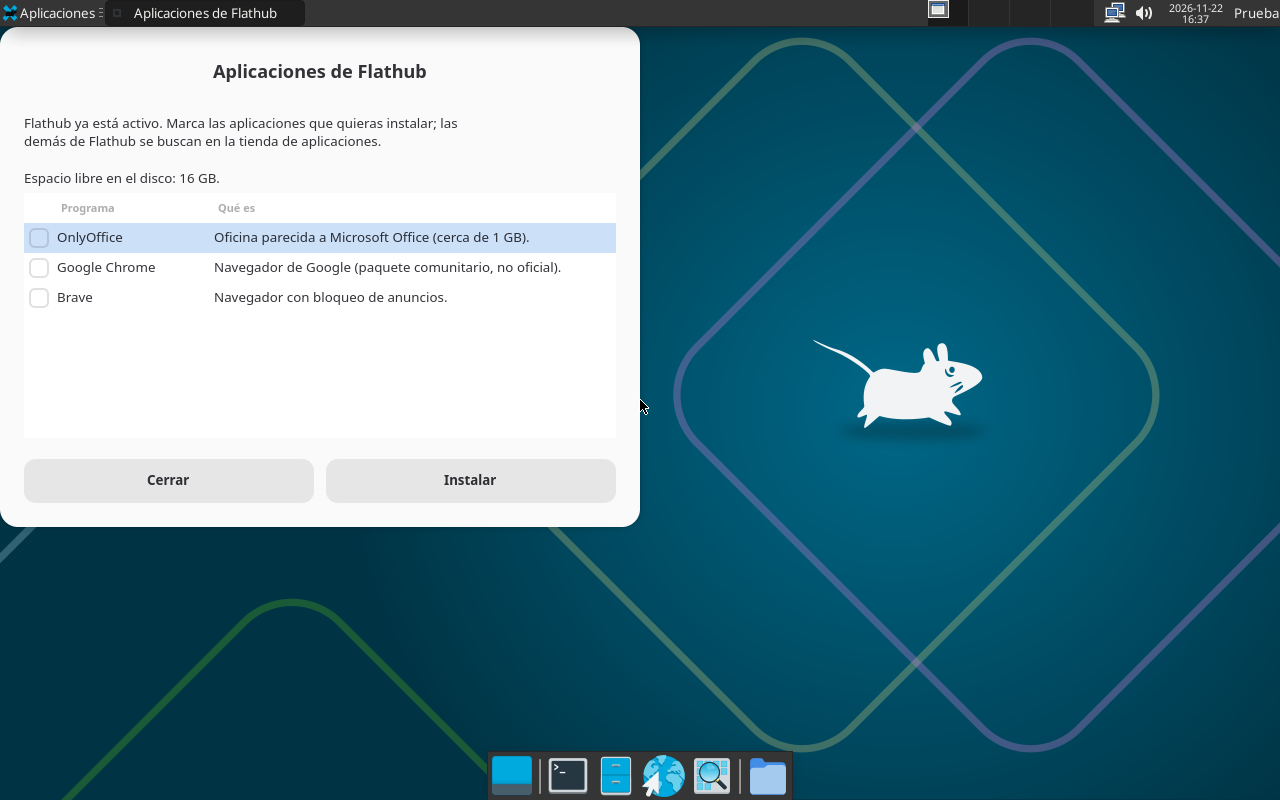 Aplicaciones
Aplicaciones de Flathub
2026-11-22
16:37
Prueba
Aplicaciones de Flathub
Flathub ya está activo. Marca las aplicaciones que quieras instalar; las
demás de Flathub se buscan en la tienda de aplicaciones.
Espacio libre en el disco: 16 GB.
Programa Qué es
OnlyOffice Oficina parecida a Microsoft Office (cerca de 1 GB).
Google Chrome Navegador de Google (paquete comunitario, no oficial).
Brave Navegador con bloqueo de anuncios.
Cerrar Instalar